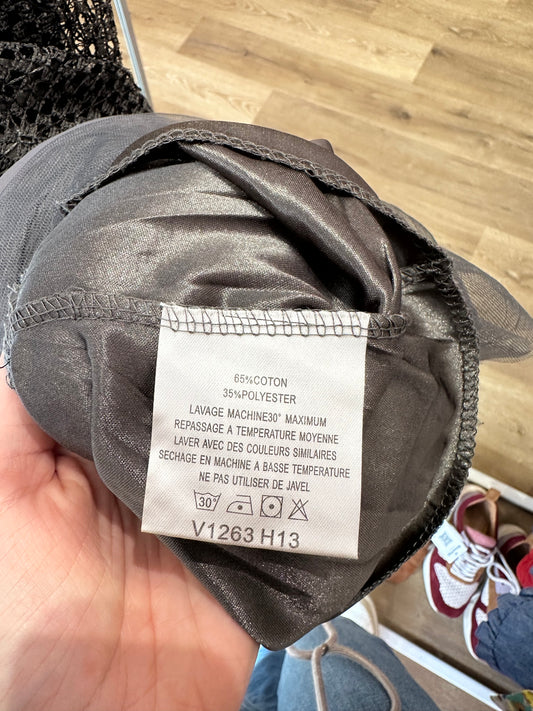 65%COTON
35%POLYESTER
LAVAGE MACHINE30° MAXIMUM
REPASSAGE A TEMPERATURE MOYENNE
LAVER AVEC DES COULEURS SIMILAIRES
SECHAGE EN MACHINE A BASSE TEMPERATURE
NE PAS UTILISER DE JAVEL
30°
V1263 H13